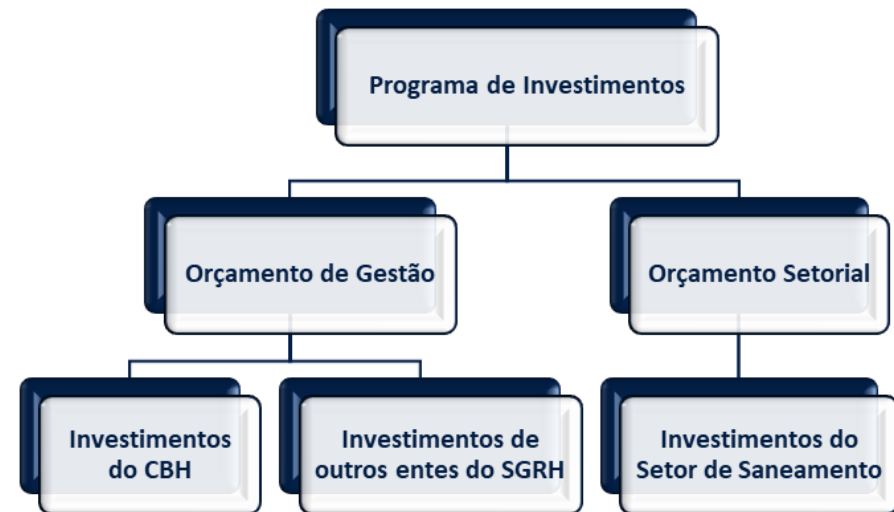 Programa de Investimentos
Orçamento de Gestão
Orçamento Setorial
Investimentos
do CBH
Investimentos de
outros entes do SGRH
Investimentos do
Setor de Saneamento